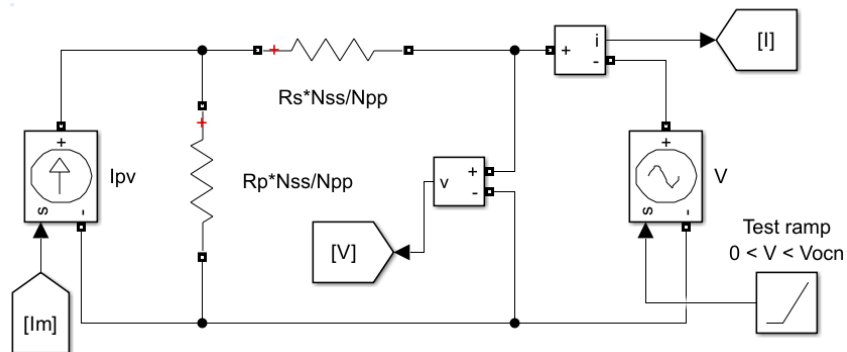 i
+
-
[I]
+
Rs*Nss/Npp
+
Ipv
s
-
+
Rp*Nss/Npp
v
+
-
+
V
s
-
[V]
Test ramp
0 < V < Vocn
[Im]